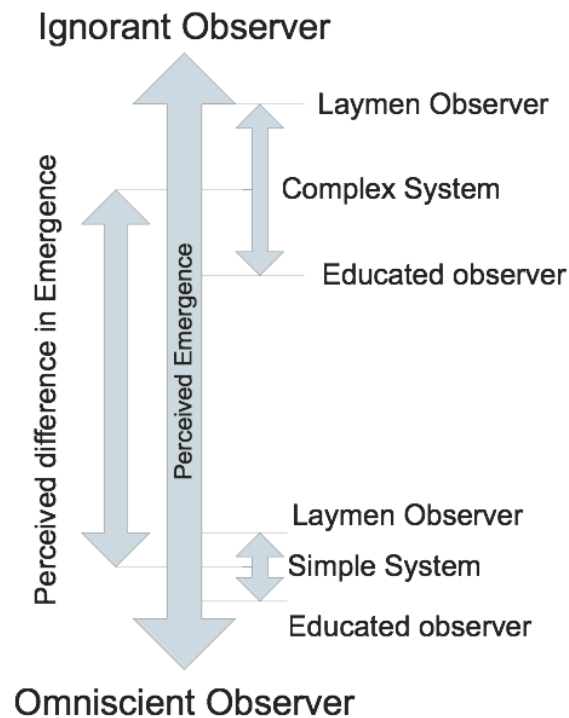 Ignorant Observer
Laymen Observer
Complex System
Educated observer
Perceived difference in Emergence
Perceived Emergence
Laymen Observer
Simple System
Educated observer
Omniscient Observer